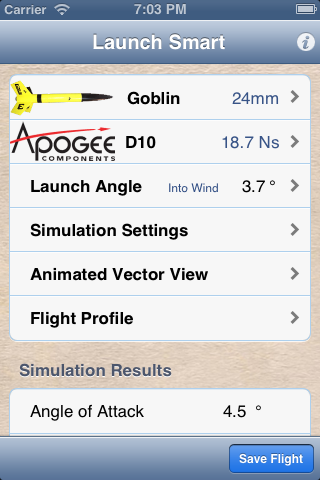 Carrier 7:03 PM
Launch Smart i
Goblin 24mm
Apogee COMPONENTS D10 18.7 Ns
Launch Angle Into Wind 3.7 °
Simulation Settings
Animated Vector View
Flight Profile
Simulation Results
Angle of Attack 4.5 °
Save Flight